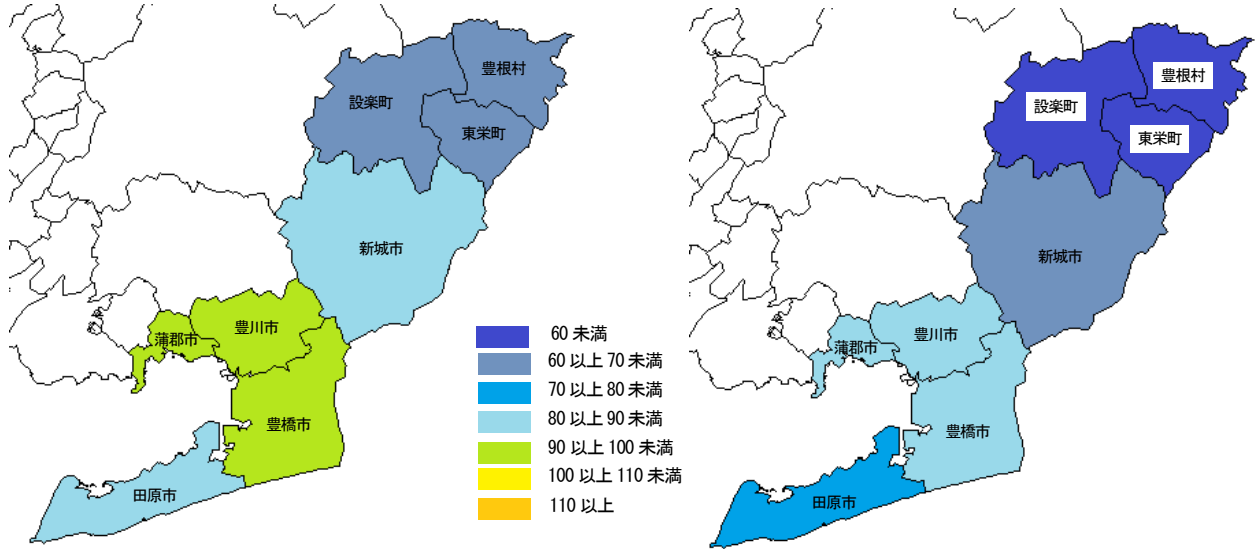 豊根村
設楽町
東栄町
新城市
豊川市
蒲郡市
豊橋市
田原市
60 未満
60 以上 70 未満
70 以上 80 未満
80 以上 90 未満
90 以上 100 未満
100 以上 110 未満
110 以上
豊根村
設楽町
東栄町
新城市
豊川市
蒲郡市
豊橋市
田原市